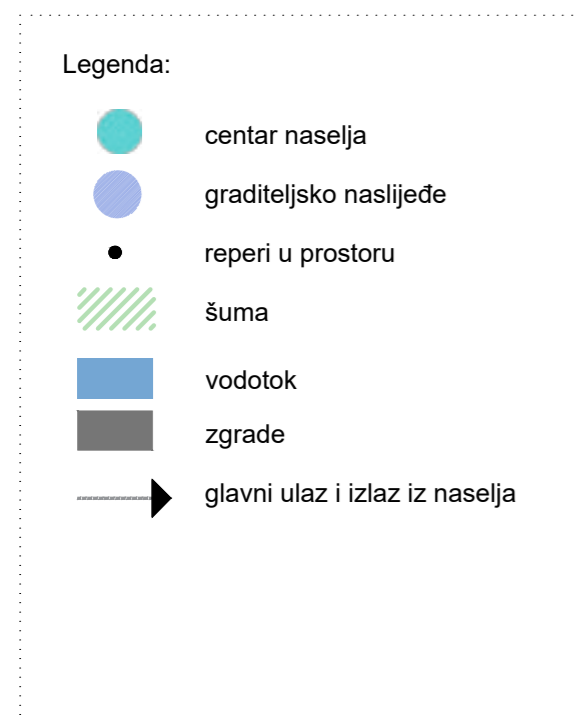 Legenda:
centar naselja
graditeljsko naslijeđe
reperi u prostoru
šuma
vodotok
zgrade
glavni ulaz i izlaz iz naselja